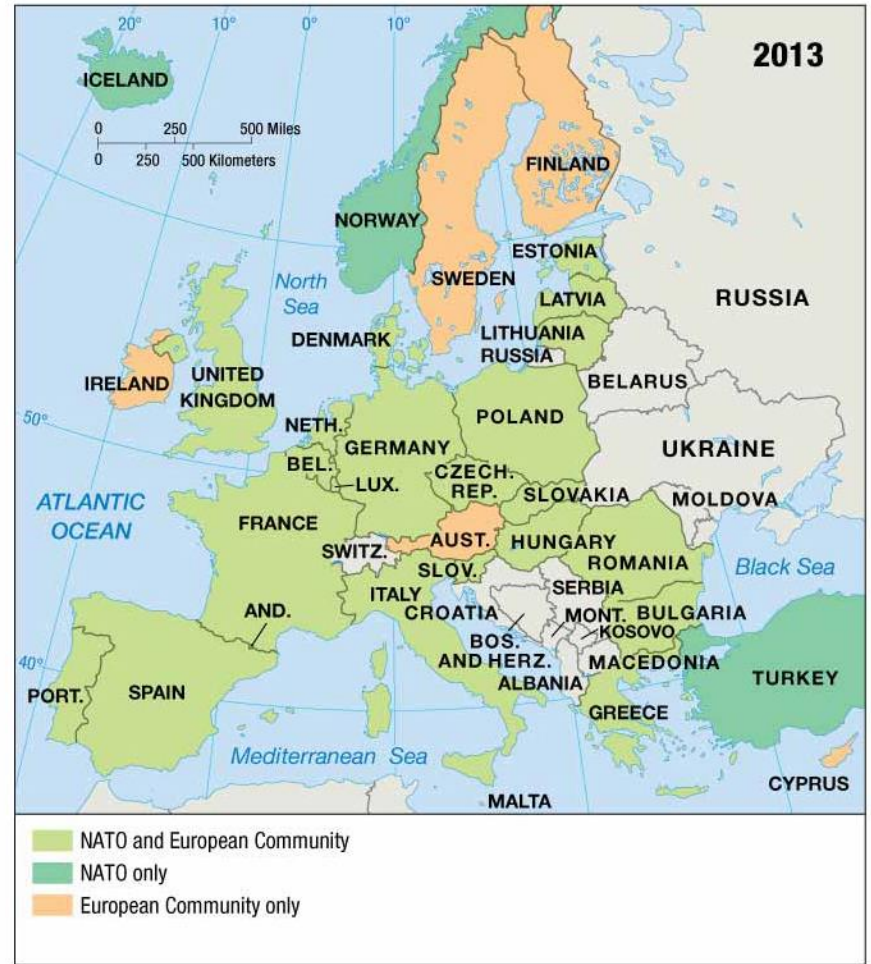 20°
10°
0°
10°
2013
ICELAND
0 250 500 Miles
0 250 500 Kilometers
FINLAND
NORWAY
ESTONIA
SWEDEN
North
Sea
LATVIA
RUSSIA
DENMARK
LITHUANIA
RUSSIA
IRELAND
UNITED
KINGDOM
BELARUS
50°
NETH.
POLAND
GERMANY
UKRAINE
BEL.
CZECH.
REP.
LUX.
SLOVAKIA
MOLDOVA
ATLANTIC
OCEAN
FRANCE
AUST.
HUNGARY
SWITZ.
ROMANIA
Black Sea
SLOV.
SERBIA
ITALY
CROATIA
AND.
MONT.
BULGARIA
KOSOVO
BOS.
AND HERZ.
MACEDONIA
40°
ALBANIA
TURKEY
PORT.
SPAIN
GREECE
Mediterranean Sea
CYPRUS
MALTA
NATO and European Community
NATO only
European Community only